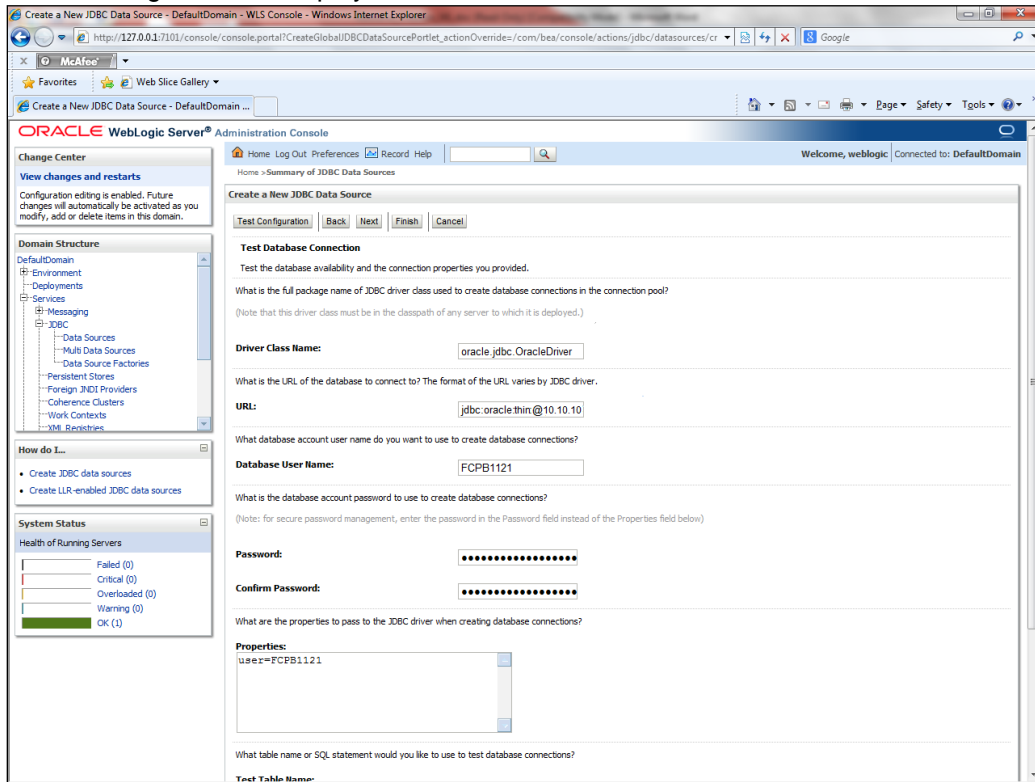 Create a New JDBC Data Source - DefaultDomain - WLS Console - Windows Internet Explorer
http://127.0.0.1:7101/console/console.portal?CreateGlobalJDBCDataSourcePortlet_actionOverride=/com/bea/console/actions/jdbc/datasources/cr
Google
X McAfee
Favorites Web Slice Gallery
Create a New JDBC Data Source - DefaultDomain ...
Page Safety Tools
ORACLE WebLogic Server® Administration Console
Change Center
View changes and restarts
Configuration editing is enabled. Future
changes will automatically be activated as you
modify, add or delete items in this domain.
Domain Structure
DefaultDomain
Environment
Deployments
Services
Messaging
JDBC
Data Sources
Multi Data Sources
Data Source Factories
Persistent Stores
Foreign JNDI Providers
Coherence Clusters
Work Contexts
XML Registries
How do I...
Create JDBC data sources
Create LLR-enabled JDBC data sources
System Status
Health of Running Servers
Failed (0)
Critical (0)
Overloaded (0)
Warning (0)
OK (1)
Home Log Out Preferences Record Help
Welcome, weblogic Connected to: DefaultDomain
Home >Summary of JDBC Data Sources
Create a New JDBC Data Source
Test Configuration Back Next Finish Cancel
Test Database Connection
Test the database availability and the connection properties you provided.
What is the full package name of JDBC driver class used to create database connections in the connection pool?
(Note that this driver class must be in the classpath of any server to which it is deployed.)
Driver Class Name: oracle.jdbc.OracleDriver
What is the URL of the database to connect to? The format of the URL varies by JDBC driver.
URL: jdbc:oracle:thin:@10.10.10
What database account user name do you want to use to create database connections?
Database User Name: FCPB1121
What is the database account password to use to create database connections?
(Note: for secure password management, enter the password in the Password field instead of the Properties field below)
Password: ••••••••••••••••••
Confirm Password: ••••••••••••••••••
What are the properties to pass to the JDBC driver when creating database connections?
Properties:
user=FCPB1121
What table name or SQL statement would you like to use to test database connections?
Test Table Name: